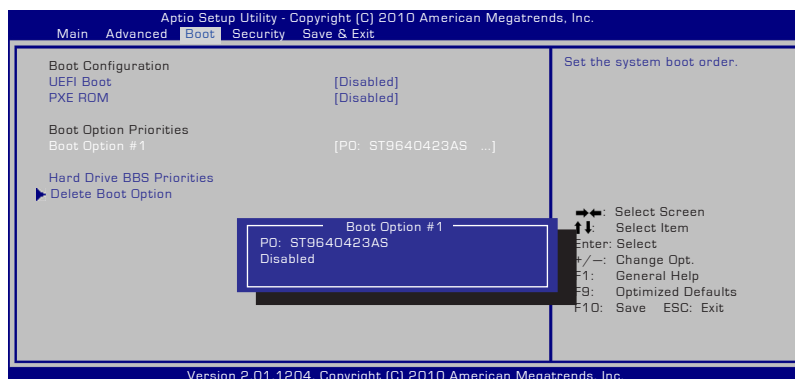 Aptio Setup Utility - Copyright (C) 2010 American Megatrends, Inc.
Main Advanced Boot Security Save & Exit
Boot Configuration
UEFI Boot [Disabled]
PXE ROM [Disabled]
Boot Option Priorities
Boot Option #1 [P0: ST9640423AS ...]
Hard Drive BBS Priorities
Delete Boot Option
Set the system boot order.
Boot Option #1
P0: ST9640423AS
Disabled
→←: Select Screen
↑↓: Select Item
Enter: Select
+/—: Change Opt.
F1: General Help
F9: Optimized Defaults
F10: Save ESC: Exit
Version 2.01.1204. Copyright (C) 2010 American Megatrends, Inc.